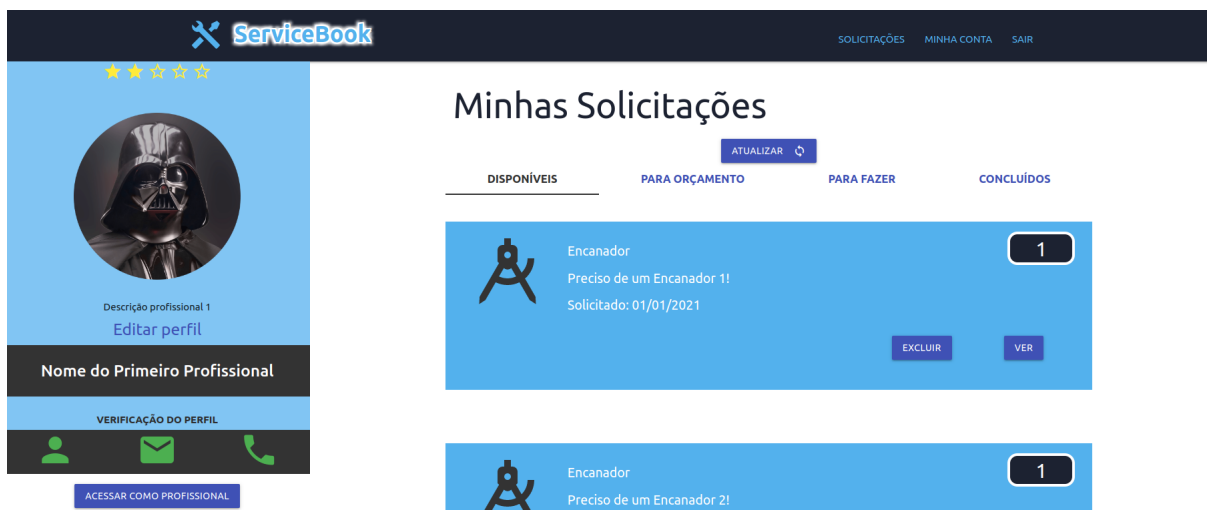 ServiceBook
SOLICITAÇÕES MINHA CONTA SAIR
Descrição profissional 1
Editar perfil
Nome do Primeiro Profissional
VERIFICAÇÃO DO PERFIL
ACESSAR COMO PROFISSIONAL
Minhas Solicitações
ATUALIZAR
DISPONÍVEIS PARA ORÇAMENTO PARA FAZER CONCLUÍDOS
Encanador
1
Preciso de um Encanador 1!
Solicitado: 01/01/2021
EXCLUIR VER
Encanador
1
Preciso de um Encanador 2!